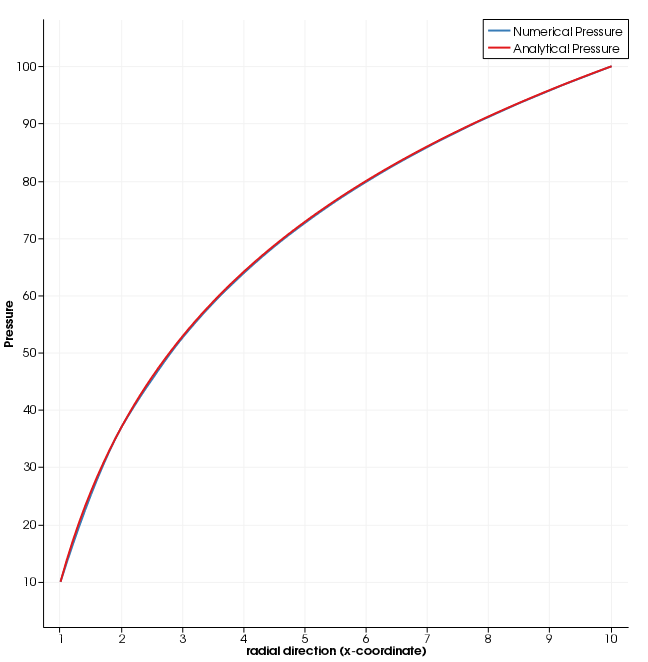 Numerical Pressure
Analytical Pressure
100
90
80
70
60
50
40
30
20
10
Pressure
1 2 3 4 5 6 7 8 9 10
radial direction (x-coordinate)